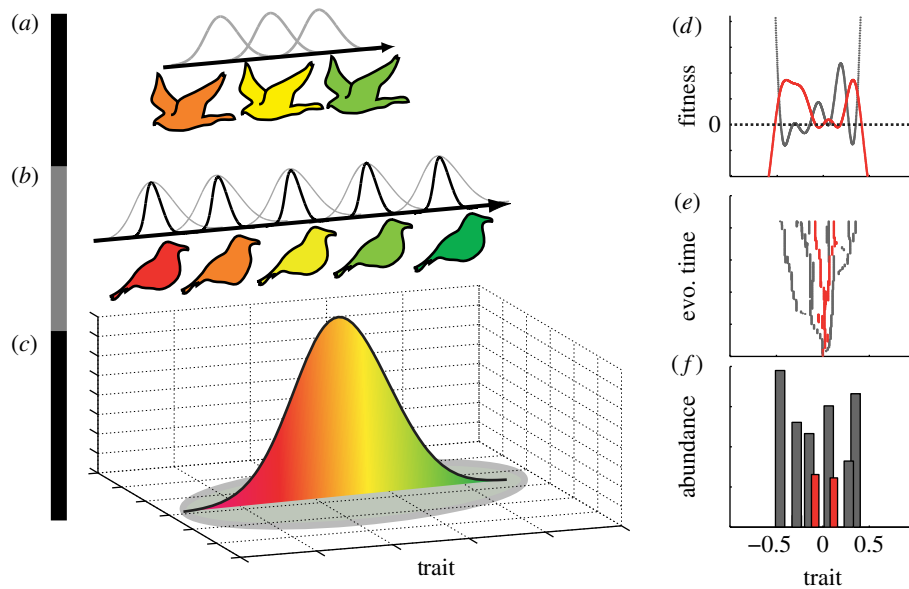 (a)
(b)
(c)
trait
(d)
fitness
0
(e)
evo. time
(f)
abundance
−0.5 0 0.5
trait